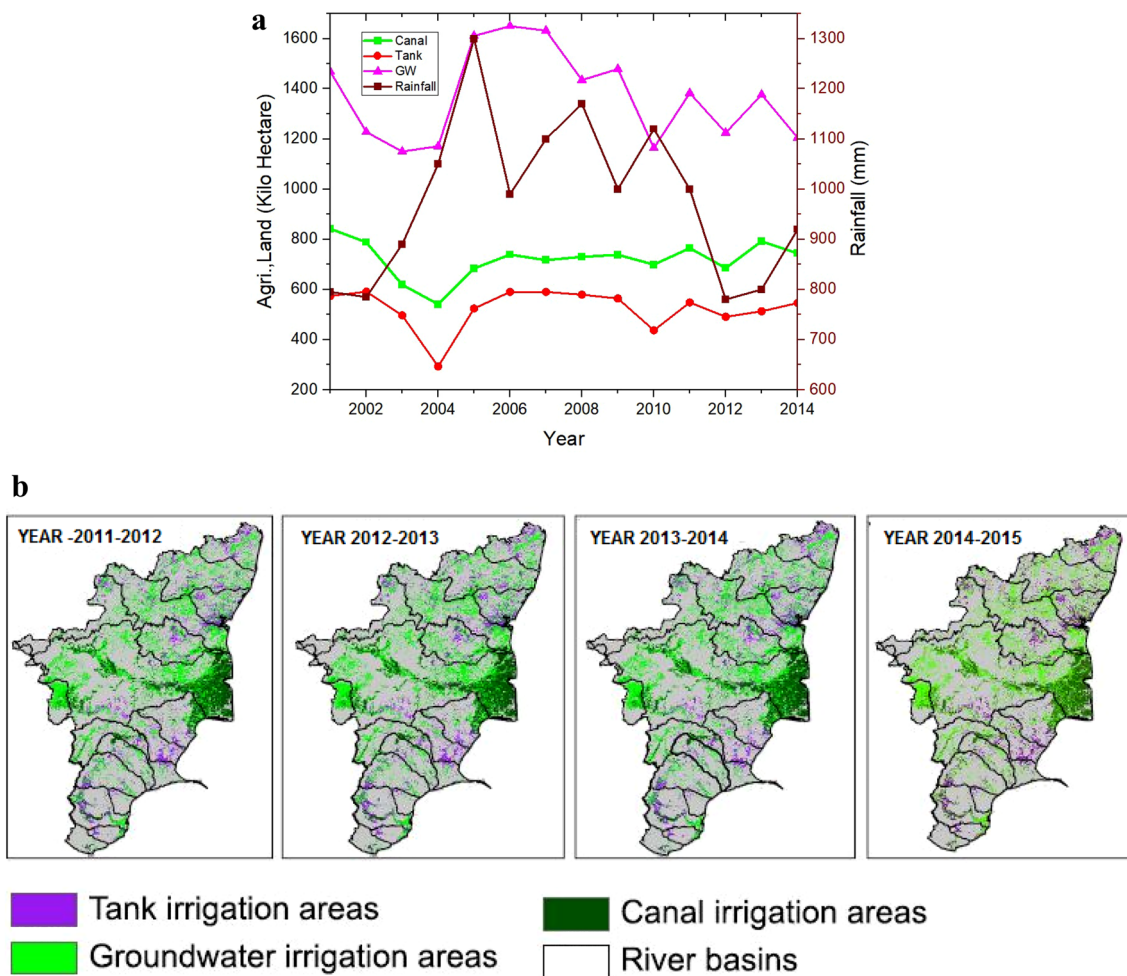 a
1600
1400
1200
1000
800
600
400
200
Agri.,Land (Kilo Hectare)
Canal
Tank
GW
Rainfall
1300
1200
1100
1000
900
800
700
600
Rainfall (mm)
2002 2004 2006 2008 2010 2012 2014
Year
b
YEAR -2011-2012
YEAR 2012-2013
YEAR 2013-2014
YEAR 2014-2015
Tank irrigation areas
Canal irrigation areas
Groundwater irrigation areas
River basins